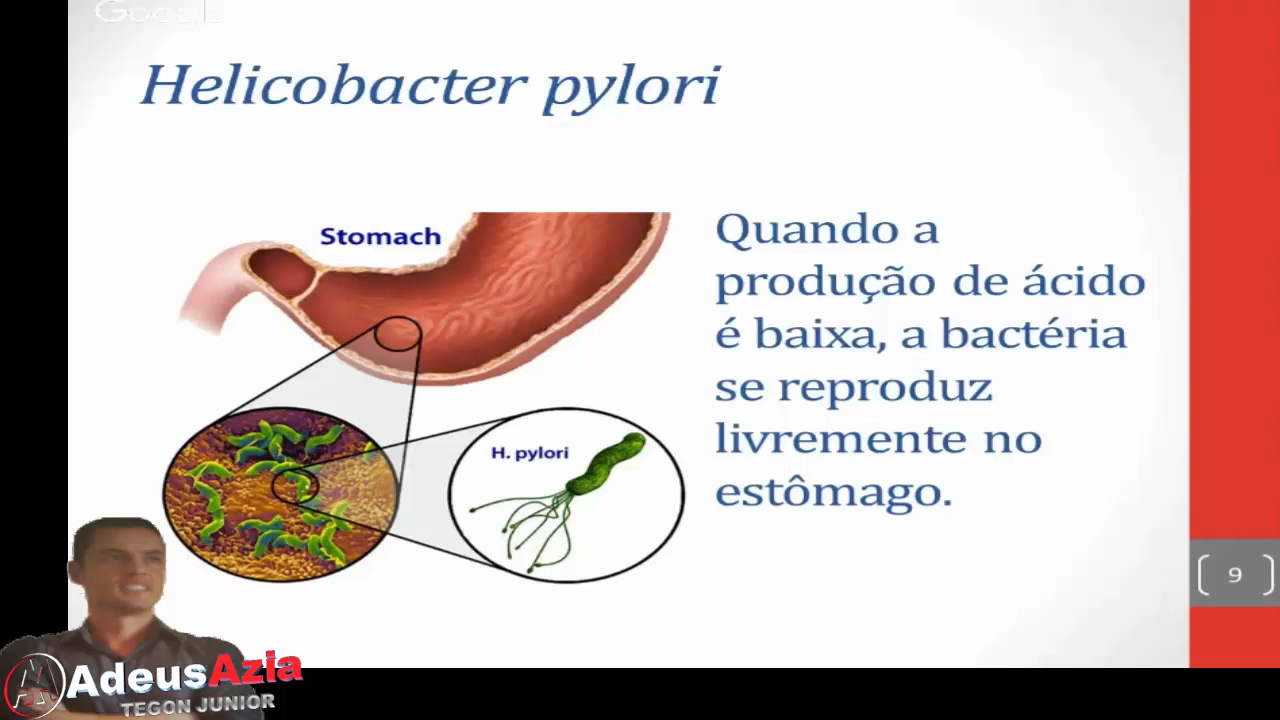 Google
Helicobacter pylori
Stomach
Quando a
produção de ácido
é baixa, a bactéria
se reproduz
livremente no
estômago.
H. pylori
9
AdeusAzia
TEGON JUNIOR